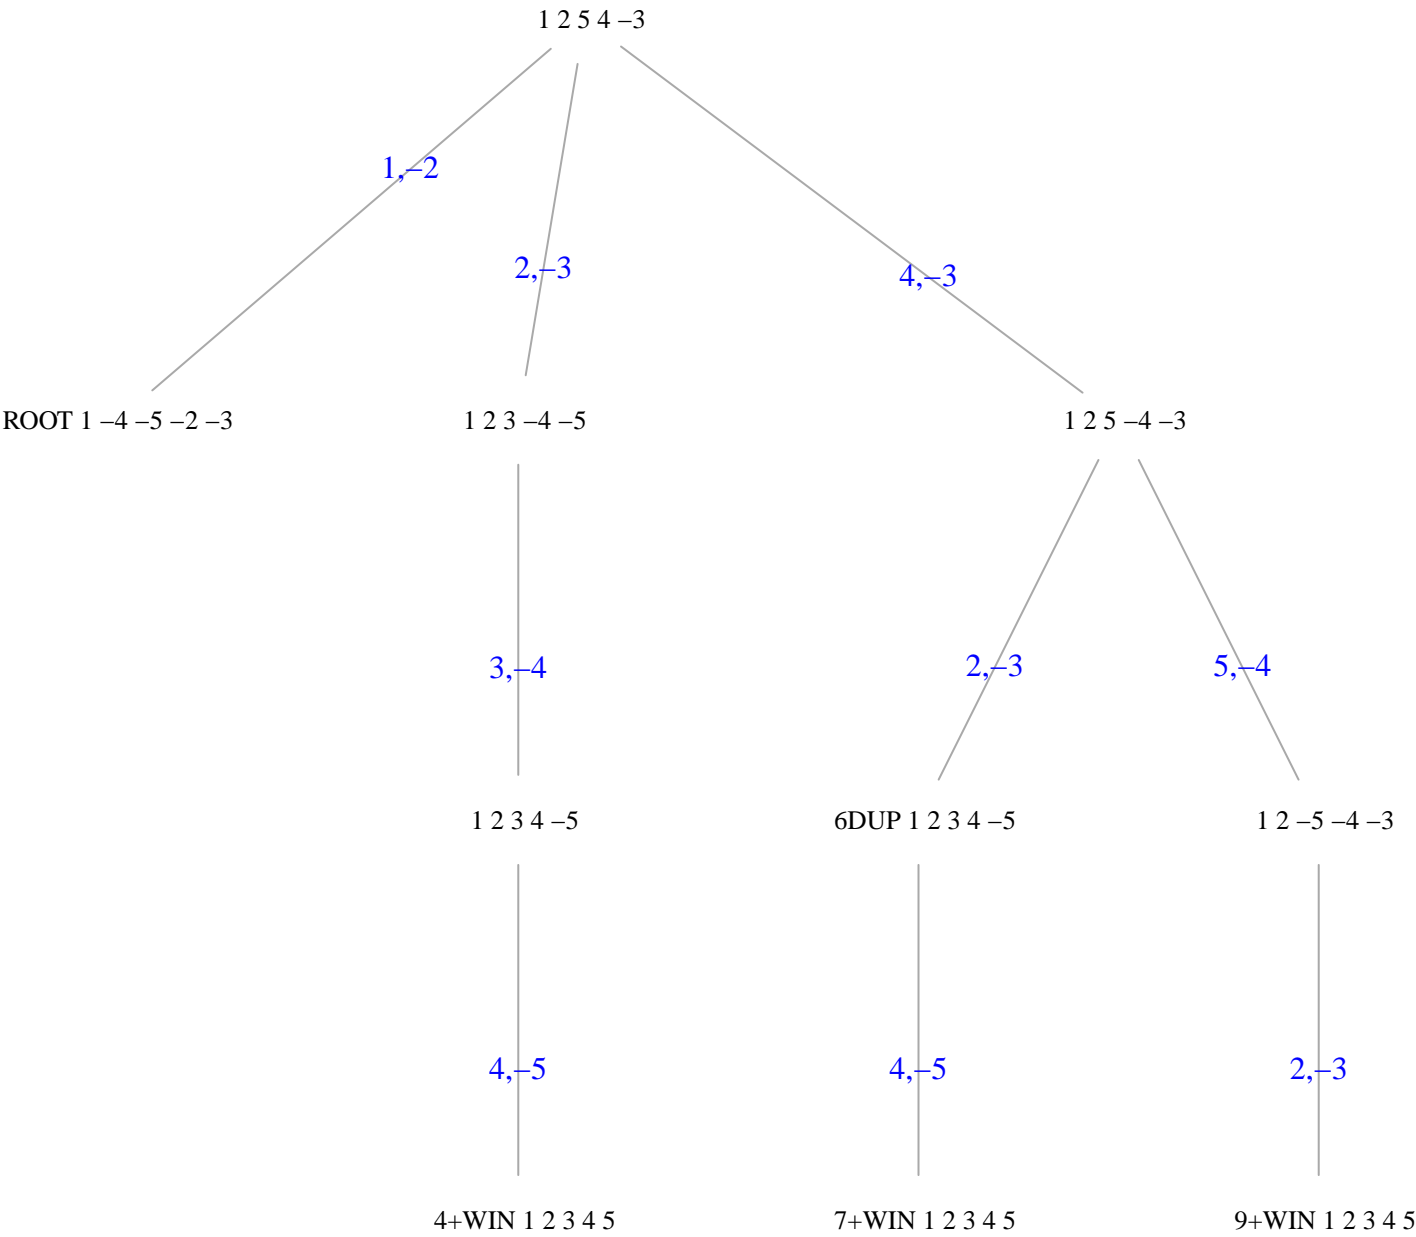 1 2 5 4 –3
1,–2
2,–3
4,–3
ROOT 1 –4 –5 –2 –3
1 2 3 –4 –5
1 2 5 –4 –3
3,–4
2,–3
5,–4
1 2 3 4 –5
6DUP 1 2 3 4 –5
1 2 –5 –4 –3
4,–5
4,–5
2,–3
4+WIN 1 2 3 4 5
7+WIN 1 2 3 4 5
9+WIN 1 2 3 4 5